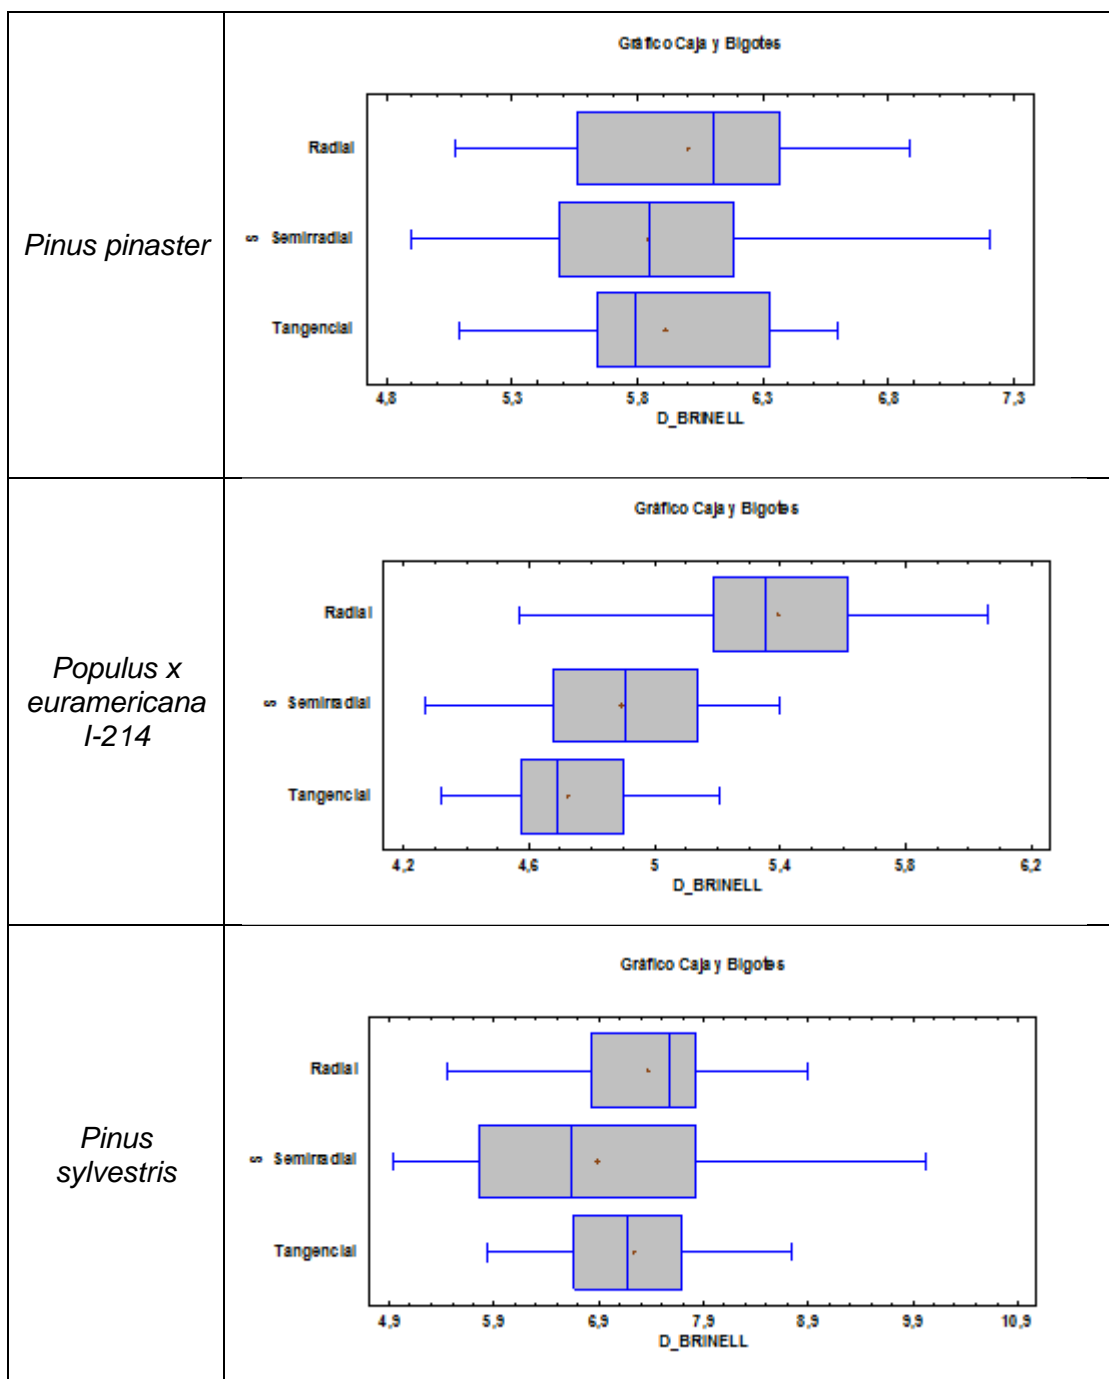 Gráfico Caja y Bigotes
Radial
Pinus pinaster
S Semirradial
Tangencial
4,8 5,3 5,8 6,3 6,8 7,3
D_BRINELL
Gráfico Caja y Bigotes
Radial
Populus x
euramericana
I-214
S Semirradial
Tangencial
4,2 4,6 5 5,4 5,8 6,2
D_BRINELL
Gráfico Caja y Bigotes
Radial
Pinus
sylvestris
S Semirradial
Tangencial
4,9 5,9 6,9 7,9 8,9 9,9 10,9
D_BRINELL